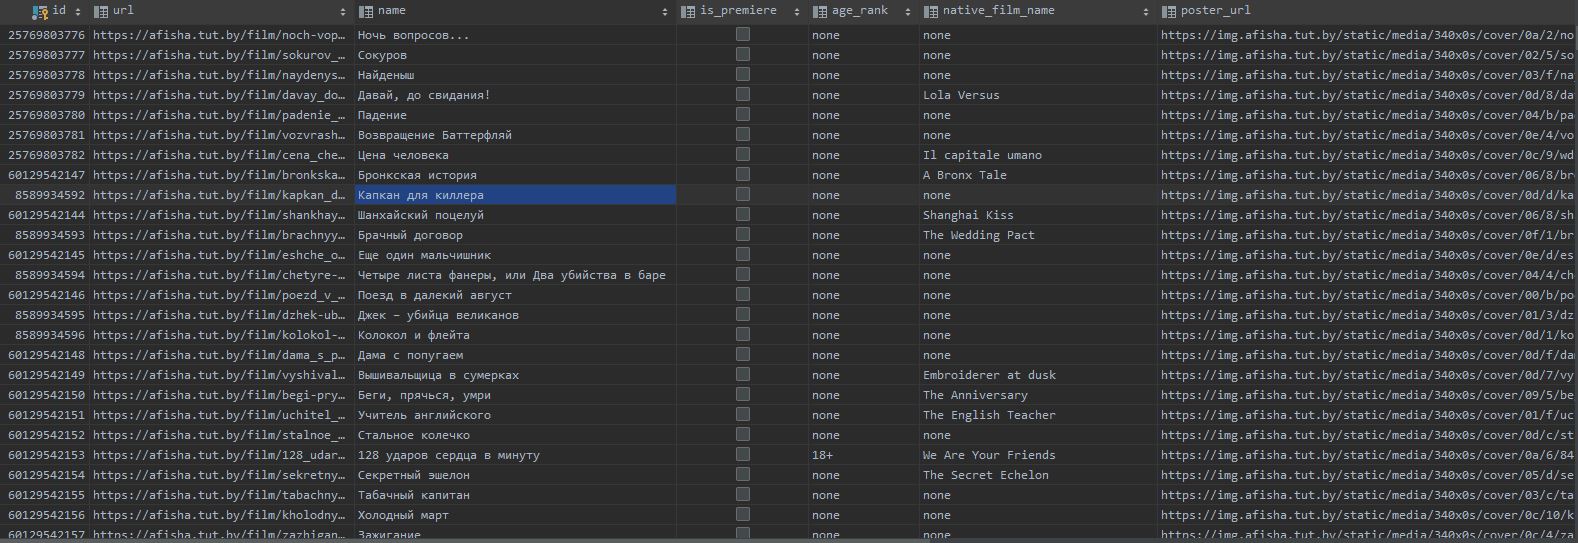 id url name is_premiere age_rank native_film_name poster_url
25769803776 https://afisha.tut.by/film/noch-vop… Ночь вопросов... none none https://img.afisha.tut.by/static/media/340x0s/cover/0a/2/no
25769803777 https://afisha.tut.by/film/sokurov_… Сокуров none none https://img.afisha.tut.by/static/media/340x0s/cover/02/5/so
25769803778 https://afisha.tut.by/film/naydenys… Найденыш none none https://img.afisha.tut.by/static/media/340x0s/cover/03/f/na
25769803779 https://afisha.tut.by/film/davay_do… Давай, до свидания! none Lola Versus https://img.afisha.tut.by/static/media/340x0s/cover/0d/8/da
25769803780 https://afisha.tut.by/film/padenie_… Падение none none https://img.afisha.tut.by/static/media/340x0s/cover/04/b/pa
25769803781 https://afisha.tut.by/film/vozvrash… Возвращение Баттерфляй none none https://img.afisha.tut.by/static/media/340x0s/cover/0e/4/vo
25769803782 https://afisha.tut.by/film/cena_che… Цена человека none Il capitale umano https://img.afisha.tut.by/static/media/340x0s/cover/0c/9/wd
60129542147 https://afisha.tut.by/film/bronkska… Бронкская история none A Bronx Tale https://img.afisha.tut.by/static/media/340x0s/cover/06/8/br
8589934592 https://afisha.tut.by/film/kapkan_d… Капкан для киллера none none https://img.afisha.tut.by/static/media/340x0s/cover/0d/d/ka
60129542144 https://afisha.tut.by/film/shankhay… Шанхайский поцелуй none Shanghai Kiss https://img.afisha.tut.by/static/media/340x0s/cover/06/8/sh
8589934593 https://afisha.tut.by/film/brachnyy… Брачный договор none The Wedding Pact https://img.afisha.tut.by/static/media/340x0s/cover/0f/1/br
60129542145 https://afisha.tut.by/film/eshche_o… Еще один мальчишник none none https://img.afisha.tut.by/static/media/340x0s/cover/0e/d/es
8589934594 https://afisha.tut.by/film/chetyre-… Четыре листа фанеры, или Два убийства в баре none none https://img.afisha.tut.by/static/media/340x0s/cover/04/4/ch
60129542146 https://afisha.tut.by/film/poezd_v_… Поезд в далекий август none none https://img.afisha.tut.by/static/media/340x0s/cover/00/b/po
8589934595 https://afisha.tut.by/film/dzhek-ub… Джек – убийца великанов none none https://img.afisha.tut.by/static/media/340x0s/cover/01/3/dz
8589934596 https://afisha.tut.by/film/kolokol-… Колокол и флейта none none https://img.afisha.tut.by/static/media/340x0s/cover/0d/1/ko
60129542148 https://afisha.tut.by/film/dama_s_p… Дама с попугаем none none https://img.afisha.tut.by/static/media/340x0s/cover/0d/f/da
60129542149 https://afisha.tut.by/film/vyshival… Вышивальщица в сумерках none Embroiderer at dusk https://img.afisha.tut.by/static/media/340x0s/cover/0d/7/vy
60129542150 https://afisha.tut.by/film/begi-pry… Беги, прячься, умри none The Anniversary https://img.afisha.tut.by/static/media/340x0s/cover/09/5/be
60129542151 https://afisha.tut.by/film/uchitel_… Учитель английского none The English Teacher https://img.afisha.tut.by/static/media/340x0s/cover/01/f/uc
60129542152 https://afisha.tut.by/film/stalnoe_… Стальное колечко none none https://img.afisha.tut.by/static/media/340x0s/cover/0d/c/st
60129542153 https://afisha.tut.by/film/128_udar… 128 ударов сердца в минуту 18+ We Are Your Friends https://img.afisha.tut.by/static/media/340x0s/cover/0a/6/84
60129542154 https://afisha.tut.by/film/sekretny… Секретный эшелон none The Secret Echelon https://img.afisha.tut.by/static/media/340x0s/cover/05/d/se
60129542155 https://afisha.tut.by/film/tabachny… Табачный капитан none none https://img.afisha.tut.by/static/media/340x0s/cover/03/c/ta
60129542156 https://afisha.tut.by/film/kholodny… Холодный март none none https://img.afisha.tut.by/static/media/340x0s/cover/0c/10/k
60129542157 https://afisha.tut.by/film/zazhigan… Зажигание none none https://img.afisha.tut.by/static/media/340x0s/cover/0c/4/za